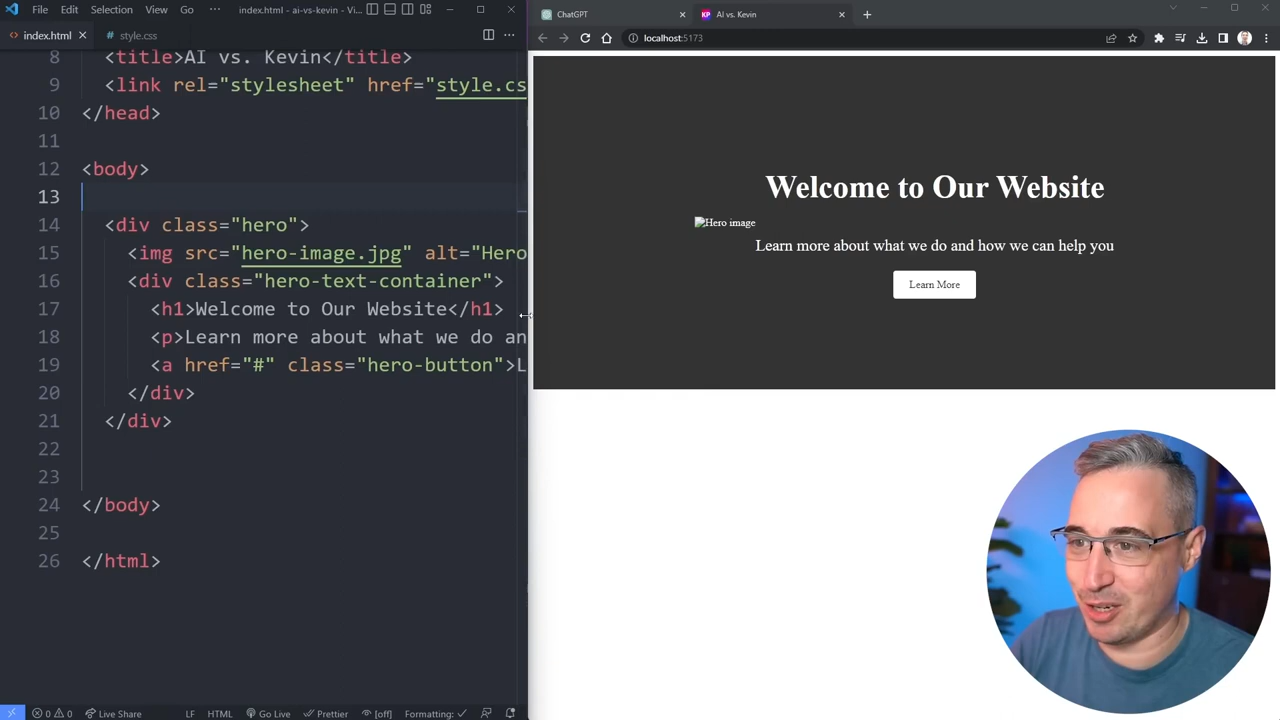 File Edit Selection View Go ··· index.html - ai-vs-kevin - Vi...
index.html style.css
8 <title>AI vs. Kevin</title>
9 <link rel="stylesheet" href="style.cs
10 </head>
11
12 <body>
13
14 <div class="hero">
15 <img src="hero-image.jpg" alt="Hero
16 <div class="hero-text-container">
17 <h1>Welcome to Our Website</h1>
18 <p>Learn more about what we do an
19 <a href="#" class="hero-button">L
20 </div>
21 </div>
22
23
24 </body>
25
26 </html>
0 0 Live Share LF HTML Go Live Prettier [off] Formatting:
ChatGPT KP AI vs. Kevin
localhost:5173
Welcome to Our Website
Hero image
Learn more about what we do and how we can help you
Learn More